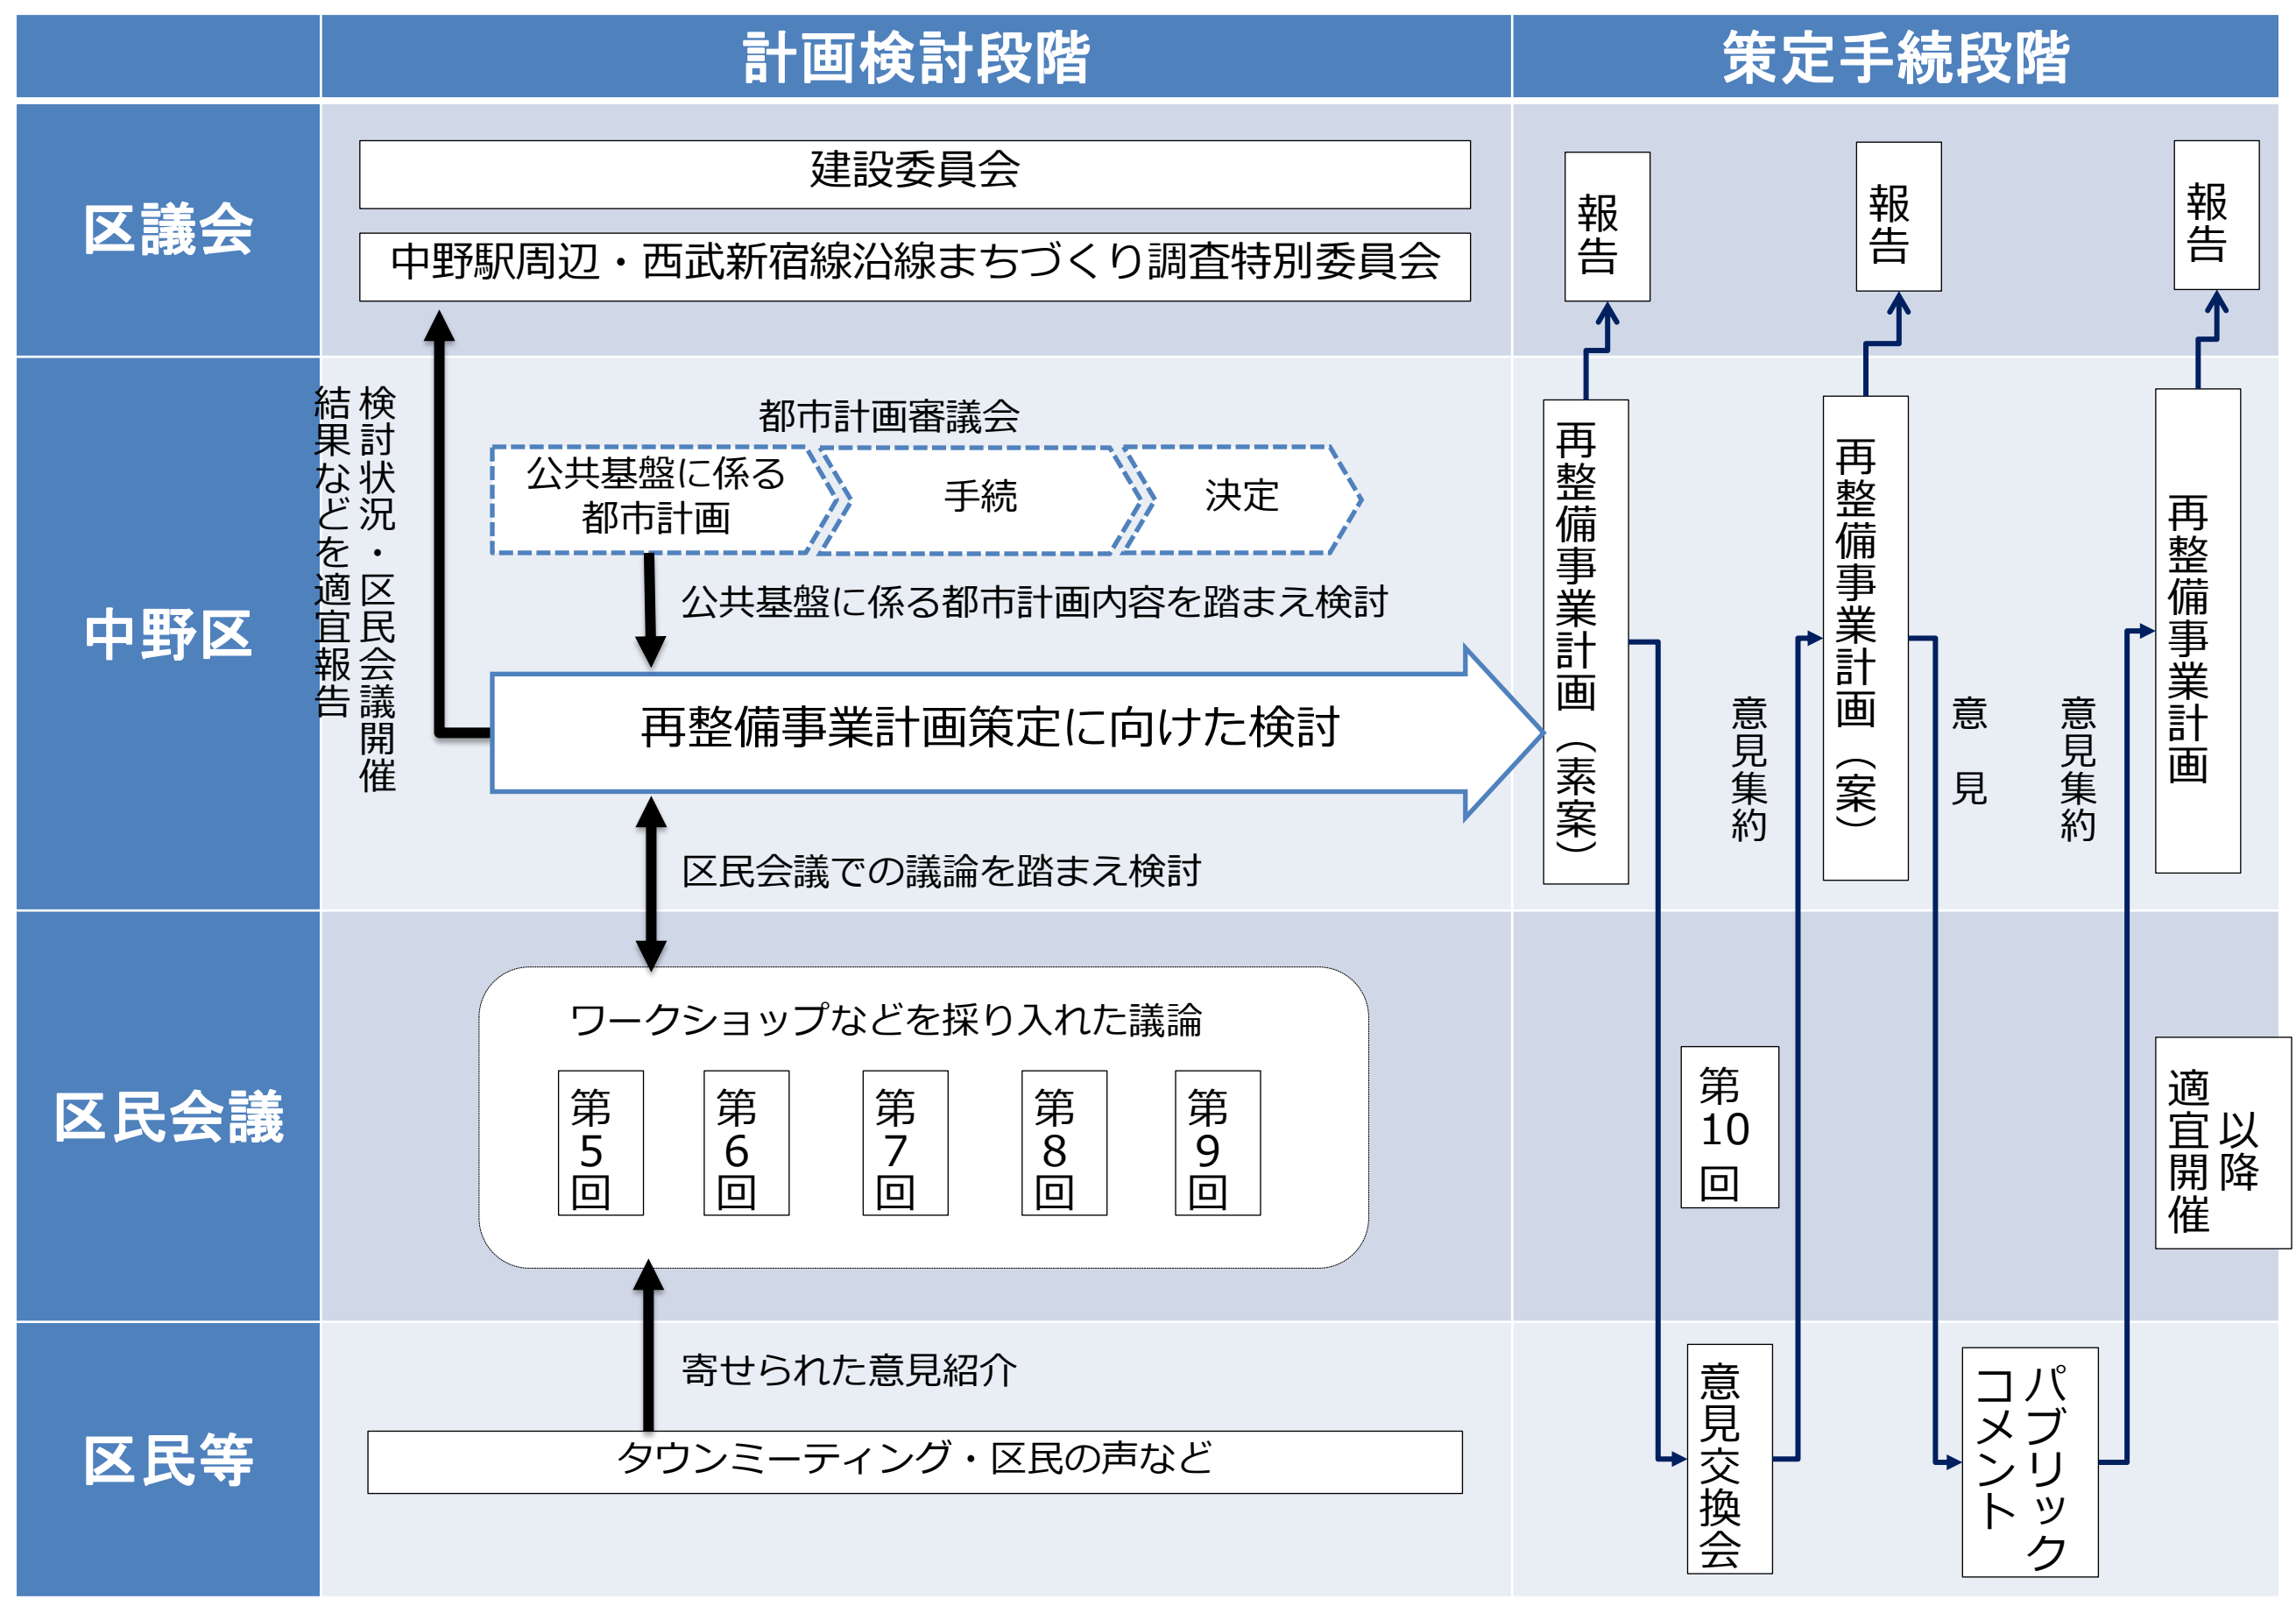 計画検討段階
策定手続段階
区議会
建設委員会
中野駅周辺・西武新宿線沿線まちづくり調査特別委員会
報告
報告
報告
中野区
検討状況・区民会議開催
結果などを適宜報告
都市計画審議会
公共基盤に係る
都市計画
手続
決定
公共基盤に係る都市計画内容を踏まえ検討
再整備事業計画策定に向けた検討
区民会議での議論を踏まえ検討
再整備事業計画（素案）
意見集約
再整備事業計画（案）
意 見
意見集約
再整備事業計画
区民会議
ワークショップなどを採り入れた議論
第5回
第6回
第7回
第8回
第9回
第10回
以降
適宜開催
区民等
寄せられた意見紹介
タウンミーティング・区民の声など
意見交換会
パブリック
コメント